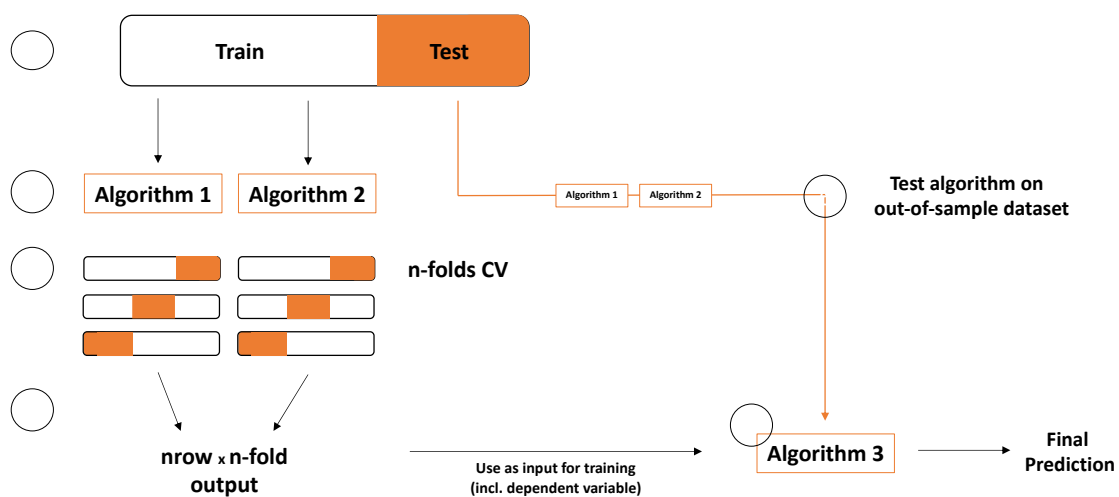 Train
Test
Algorithm 1
Algorithm 2
Algorithm 1
Algorithm 2
Test algorithm on
out-of-sample dataset
n-folds CV
nrow x n-fold
output
Use as input for training
(incl. dependent variable)
Algorithm 3
Final
Prediction